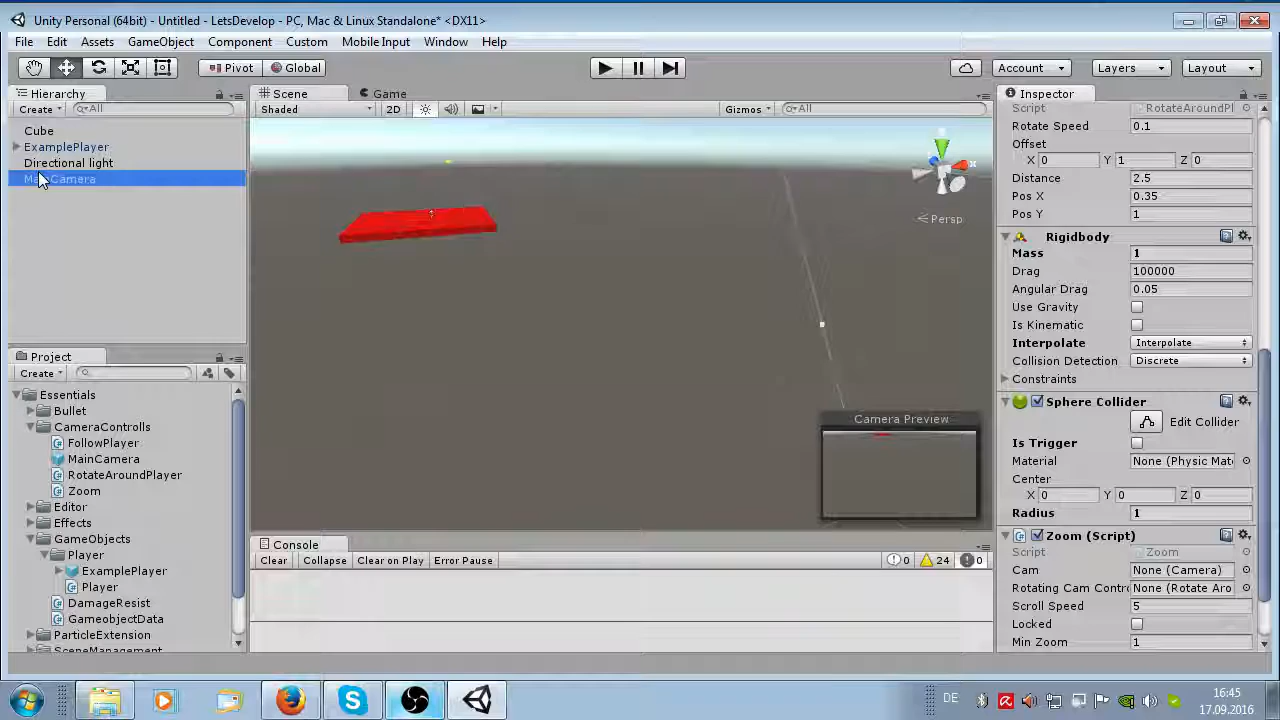 Unity Personal (64bit) - Untitled - LetsDevelop - PC, Mac & Linux Standalone* <DX11>
File Edit Assets GameObject Component Custom Mobile Input Window Help
Pivot Global Account Layers Layout
Hierarchy
Create All
Cube
ExamplePlayer
Directional light
MainCamera
Project
Create
Essentials
Bullet
CameraControlls
FollowPlayer
MainCamera
RotateAroundPlayer
Zoom
Editor
Effects
GameObjects
Player
ExamplePlayer
Player
DamageResist
GameobjectData
ParticleExtension
SceneManagement
Scene Game
Shaded 2D Gizmos All
x
Persp
Camera Preview
Console
Clear Collapse Clear on Play Error Pause 0 24 0
Inspector
Script RotateAroundPl
Rotate Speed 0.1
Offset
X 0 Y 1 Z 0
Distance 2.5
Pos X 0.35
Pos Y 1
Rigidbody
Mass 1
Drag 100000
Angular Drag 0.05
Use Gravity
Is Kinematic
Interpolate Interpolate
Collision Detection Discrete
Constraints
Sphere Collider
Edit Collider
Is Trigger
Material None (Physic Mat
Center
X 0 Y 0 Z 0
Radius 1
Zoom (Script)
Script Zoom
Cam None (Camera)
Rotating Cam Contro None (Rotate Aro
Scroll Speed 5
Locked
Min Zoom 1
DE
16:45
17.09.2016